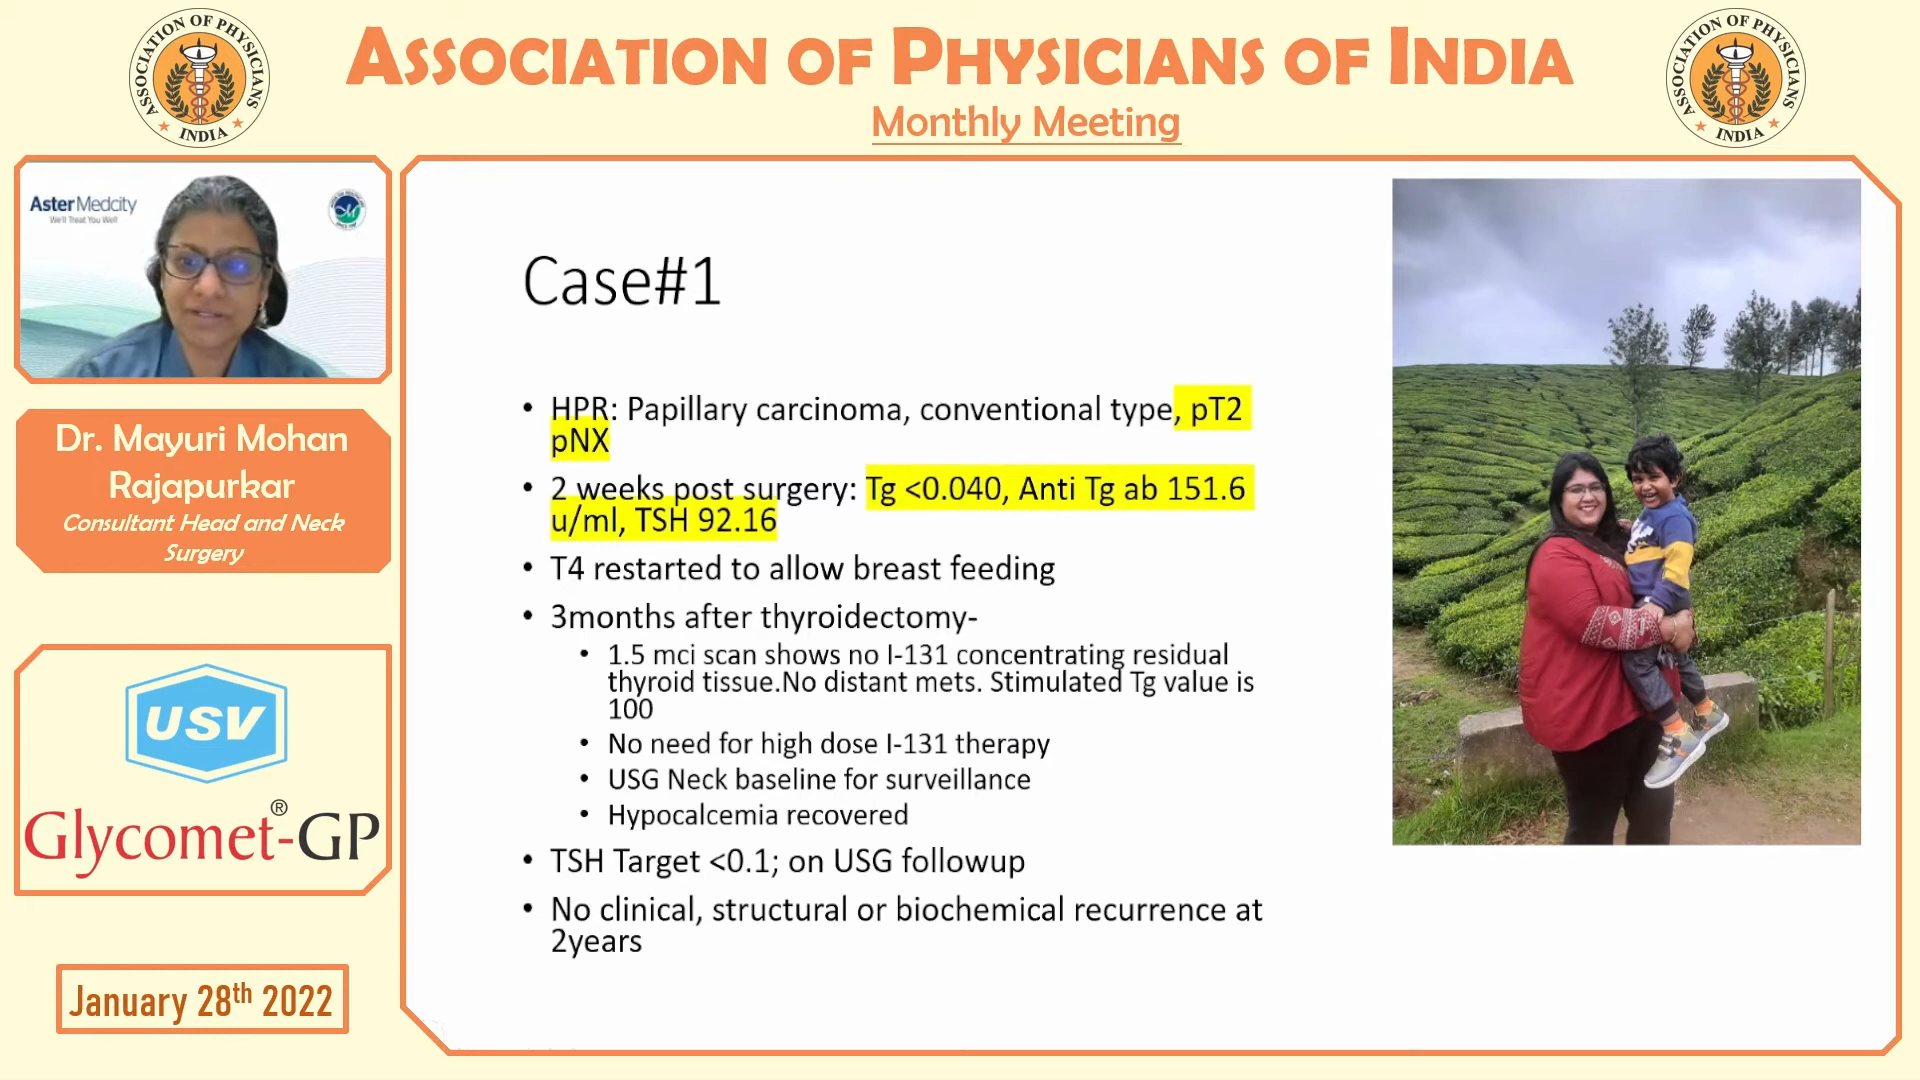 ASSOCIATION OF PHYSICIANS OF INDIA
Monthly Meeting
ASSOCIATION OF PHYSICIANS
INDIA
ASSOCIATION OF PHYSICIANS
INDIA
Aster Medcity
We'll Treat You Well
Dr. Mayuri Mohan
Rajapurkar
Consultant Head and Neck
Surgery
USV
Glycomet®-GP
January 28th 2022
Case#1
• HPR: Papillary carcinoma, conventional type, pT2
pNX
• 2 weeks post surgery: Tg <0.040, Anti Tg ab 151.6
u/ml, TSH 92.16
• T4 restarted to allow breast feeding
• 3months after thyroidectomy-
• 1.5 mci scan shows no I-131 concentrating residual
thyroid tissue.No distant mets. Stimulated Tg value is
100
• No need for high dose I-131 therapy
• USG Neck baseline for surveillance
• Hypocalcemia recovered
• TSH Target <0.1; on USG followup
• No clinical, structural or biochemical recurrence at
2years